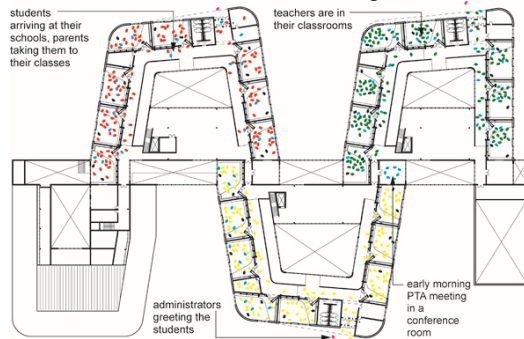 students
arriving at their
schools, parents
taking them to
their classes
teachers are in
their classrooms
administrators
greeting the
students
early morning
PTA meeting
in a
conference
room